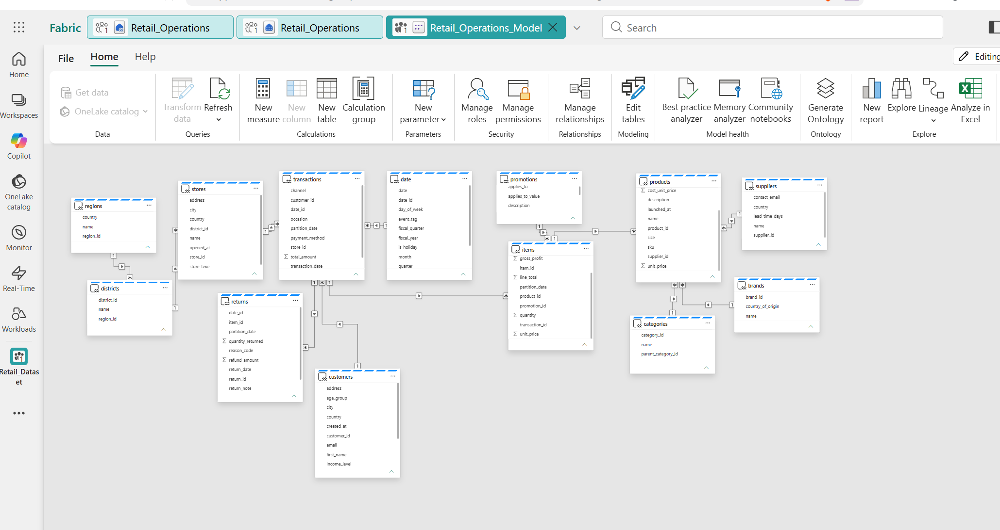 Fabric
Retail_Operations
Retail_Operations
Retail_Operations_Model
Search
File
Home
Help
Editing
Home
Workspaces
Copilot
OneLake
catalog
Monitor
Real-Time
Workloads
Retail_Datas
et
Get data
OneLake catalog
Data
Transform
data
Refresh
Queries
New
measure
New
column
New
table
Calculation
group
Calculations
New
parameter
Parameters
Manage
roles
Manage
permissions
Security
Manage
relationships
Relationships
Edit
tables
Modeling
Best practice
analyzer
Memory
analyzer
Community
notebooks
Model health
Generate
Ontology
Ontology
New
report
Explore
Lineage
Analyze in
Excel
Explore
regions
country
name
region_id
districts
district_id
name
region_id
stores
address
city
country
district_id
name
opened_at
store_id
store_type
transactions
channel
customer_id
date_id
occasion
partition_date
payment_method
store_id
total_amount
transaction_date
date
date
date_id
day_of_week
event_tag
fiscal_quarter
fiscal_year
is_holiday
month
quarter
returns
date_id
item_id
partition_date
quantity_returned
reason_code
refund_amount
return_date
return_id
return_note
customers
address
age_group
city
country
created_at
customer_id
email
first_name
income_level
promotions
applies_to
applies_to_value
description
items
gross_profit
item_id
line_total
partition_date
product_id
promotion_id
quantity
transaction_id
unit_price
products
cost_unit_price
description
launched_at
name
product_id
size
sku
supplier_id
unit_price
suppliers
contact_email
country
lead_time_days
name
supplier_id
brands
brand_id
country_of_origin
name
categories
category_id
name
parent_category_id